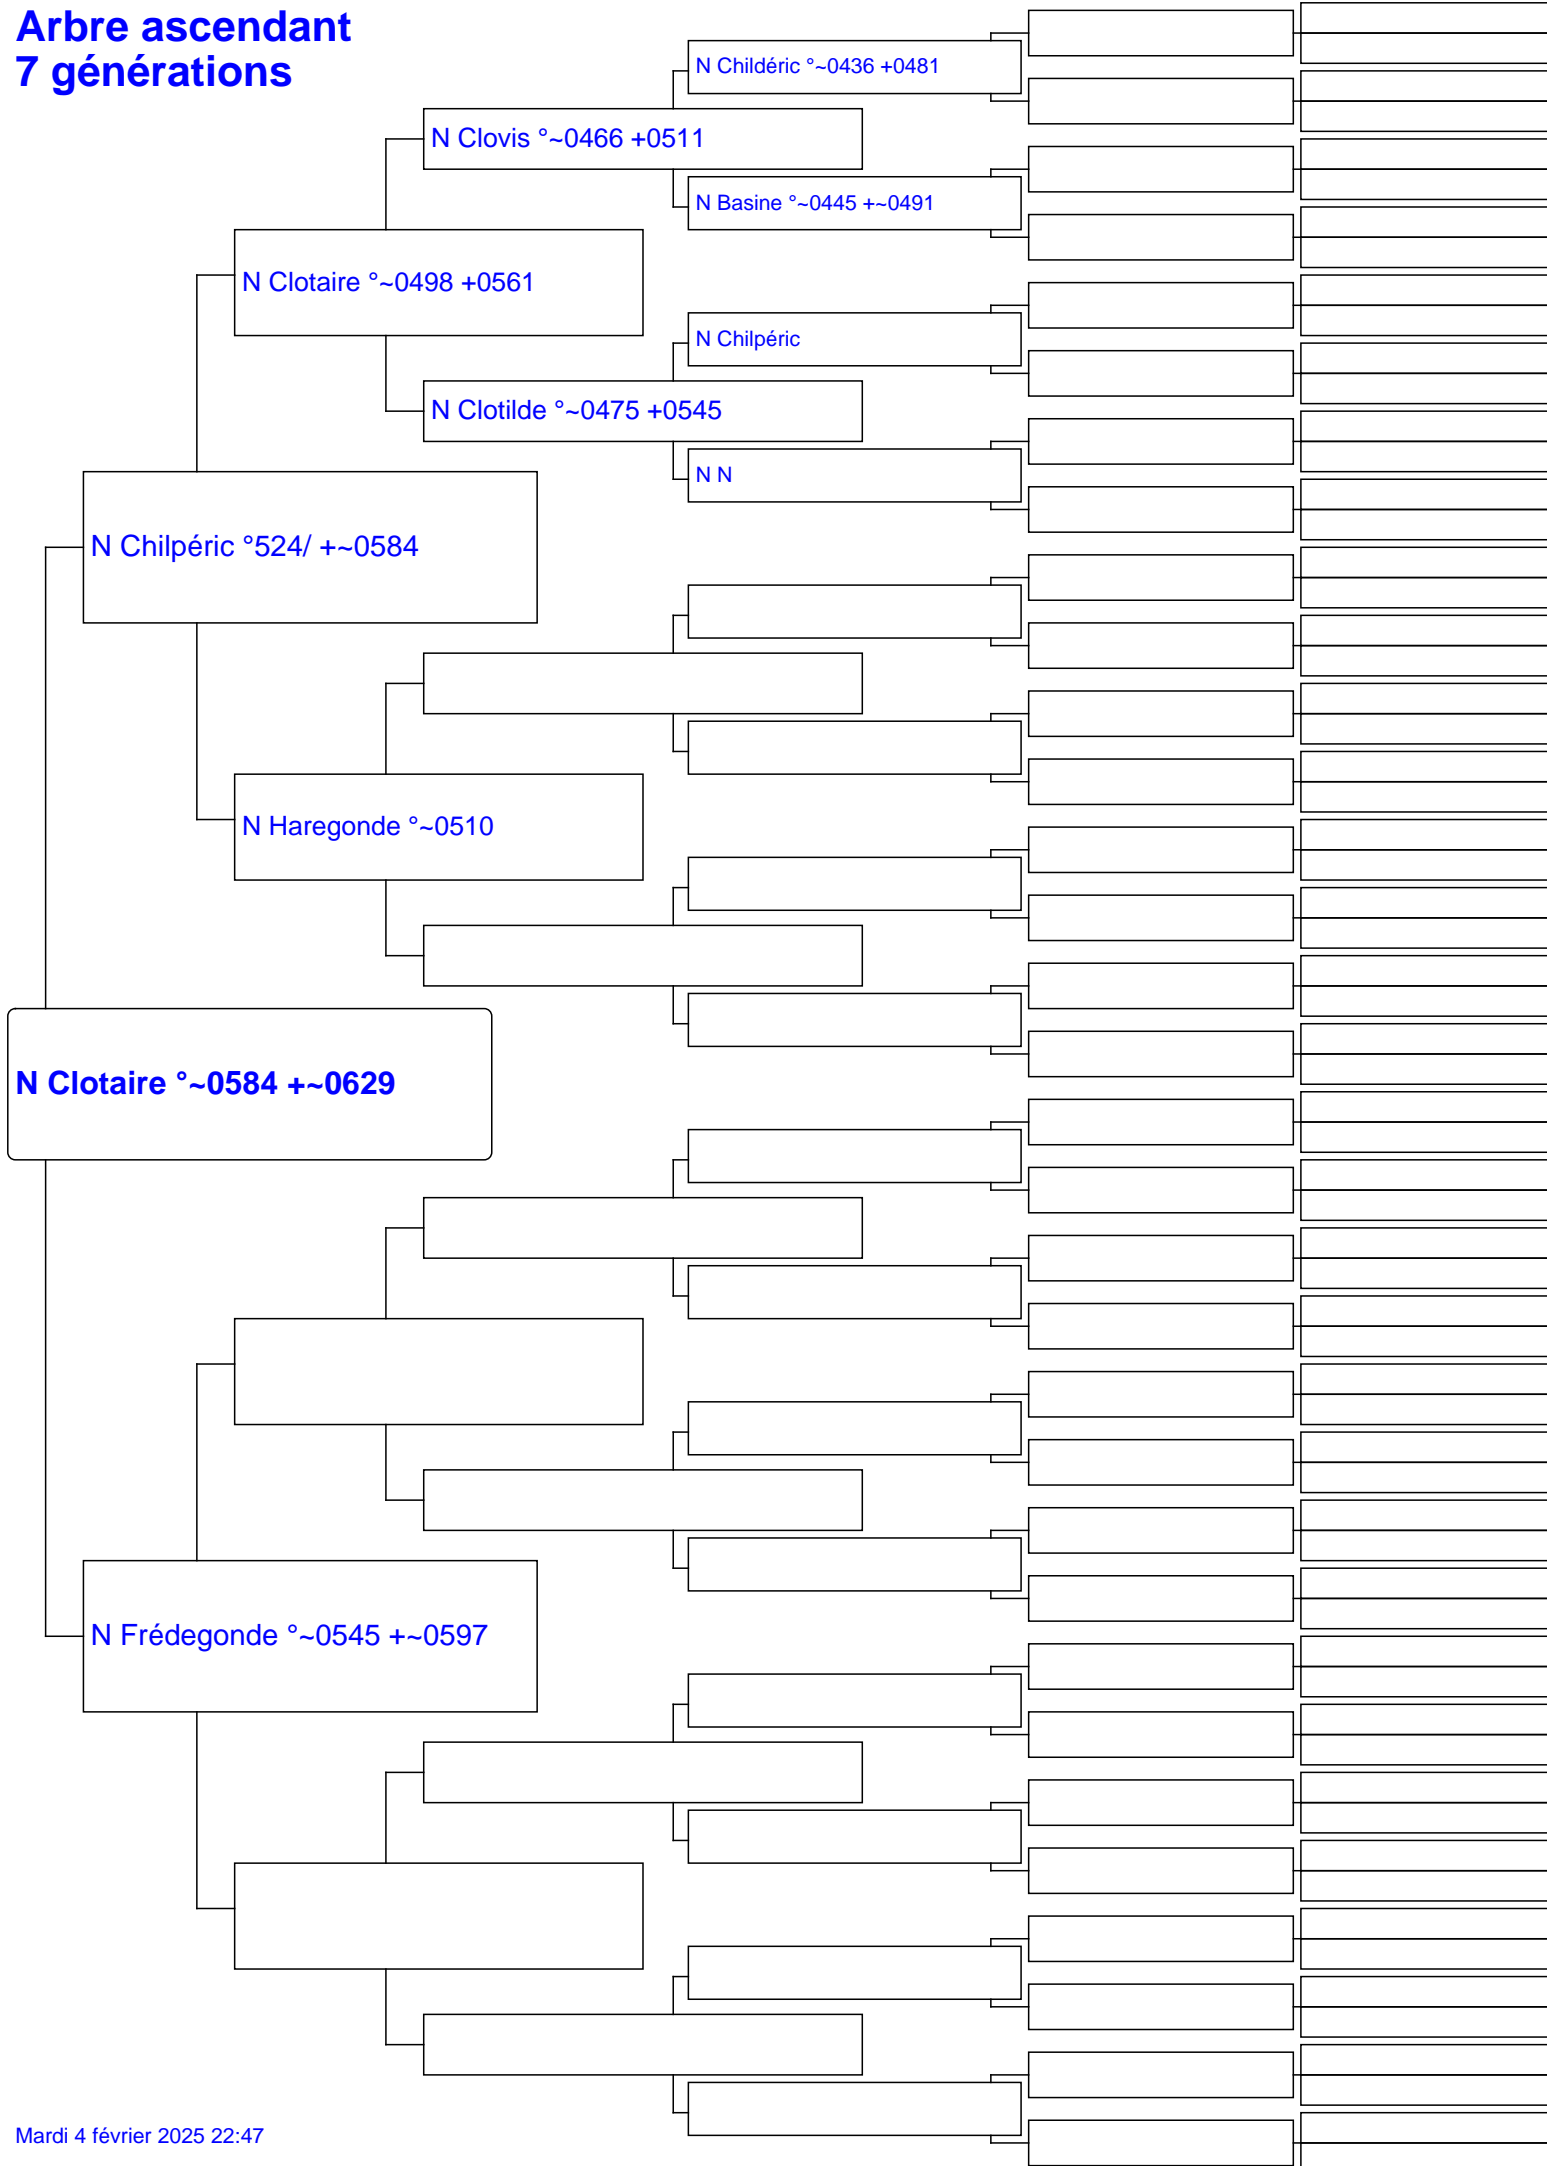 Arbre ascendant
7 générations
N Childéric °~0436 +0481
N Clovis °~0466 +0511
N Basine °~0445 +~0491
N Clotaire °~0498 +0561
N Chilpéric
N Clotilde °~0475 +0545
N N
N Chilpéric °524/ +~0584
N Haregonde °~0510
N Clotaire °~0584 +~0629
N Frédegonde °~0545 +~0597
Mardi 4 février 2025 22:47